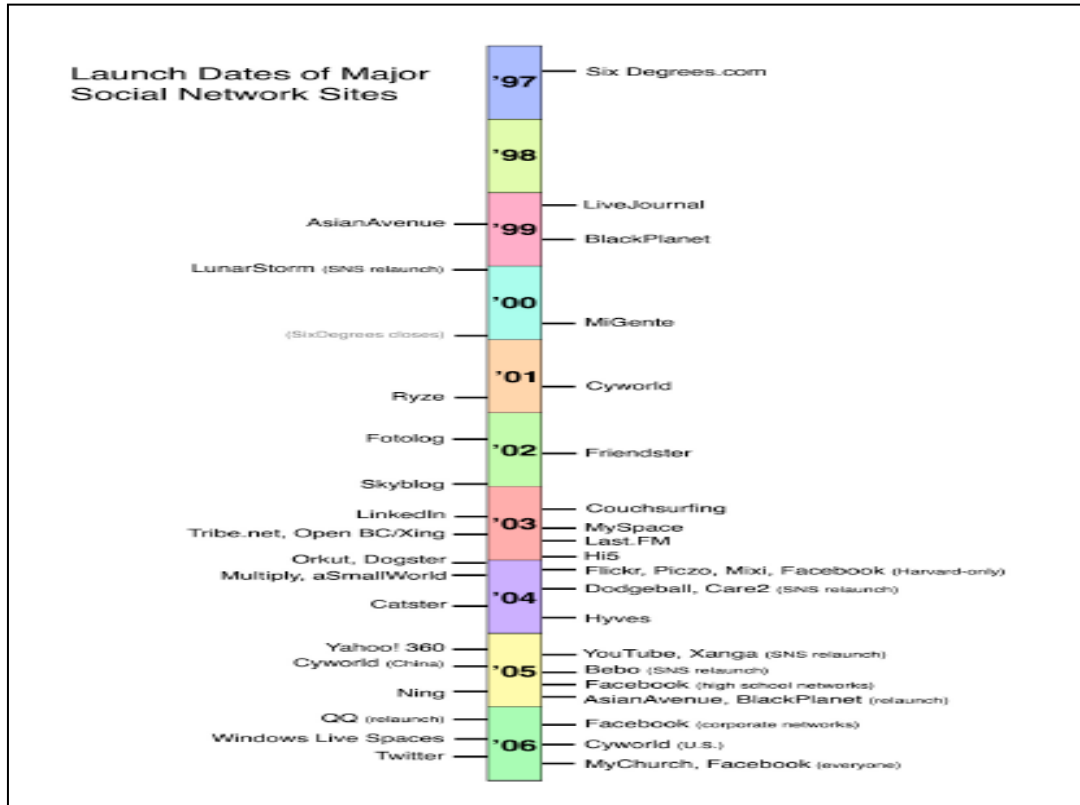 Launch Dates of Major
Social Network Sites
'97
Six Degrees.com
'98
LiveJournal
AsianAvenue
'99
BlackPlanet
LunarStorm (SNS relaunch)
'00
MiGente
(SixDegrees closes)
'01
Cyworld
Ryze
Fotolog
'02
Friendster
Skyblog
Couchsurfing
LinkedIn
'03
MySpace
Tribe.net, Open BC/Xing
Last.FM
Hi5
Orkut, Dogster
Flickr, Piczo, Mixi, Facebook (Harvard-only)
Multiply, aSmallWorld
Dodgeball, Care2 (SNS relaunch)
'04
Catster
Hyves
Yahoo! 360
YouTube, Xanga (SNS relaunch)
Cyworld (China)
'05
Bebo (SNS relaunch)
Facebook (high school networks)
Ning
AsianAvenue, BlackPlanet (relaunch)
QQ (relaunch)
Facebook (corporate networks)
Windows Live Spaces
'06
Cyworld (U.S.)
Twitter
MyChurch, Facebook (everyone)